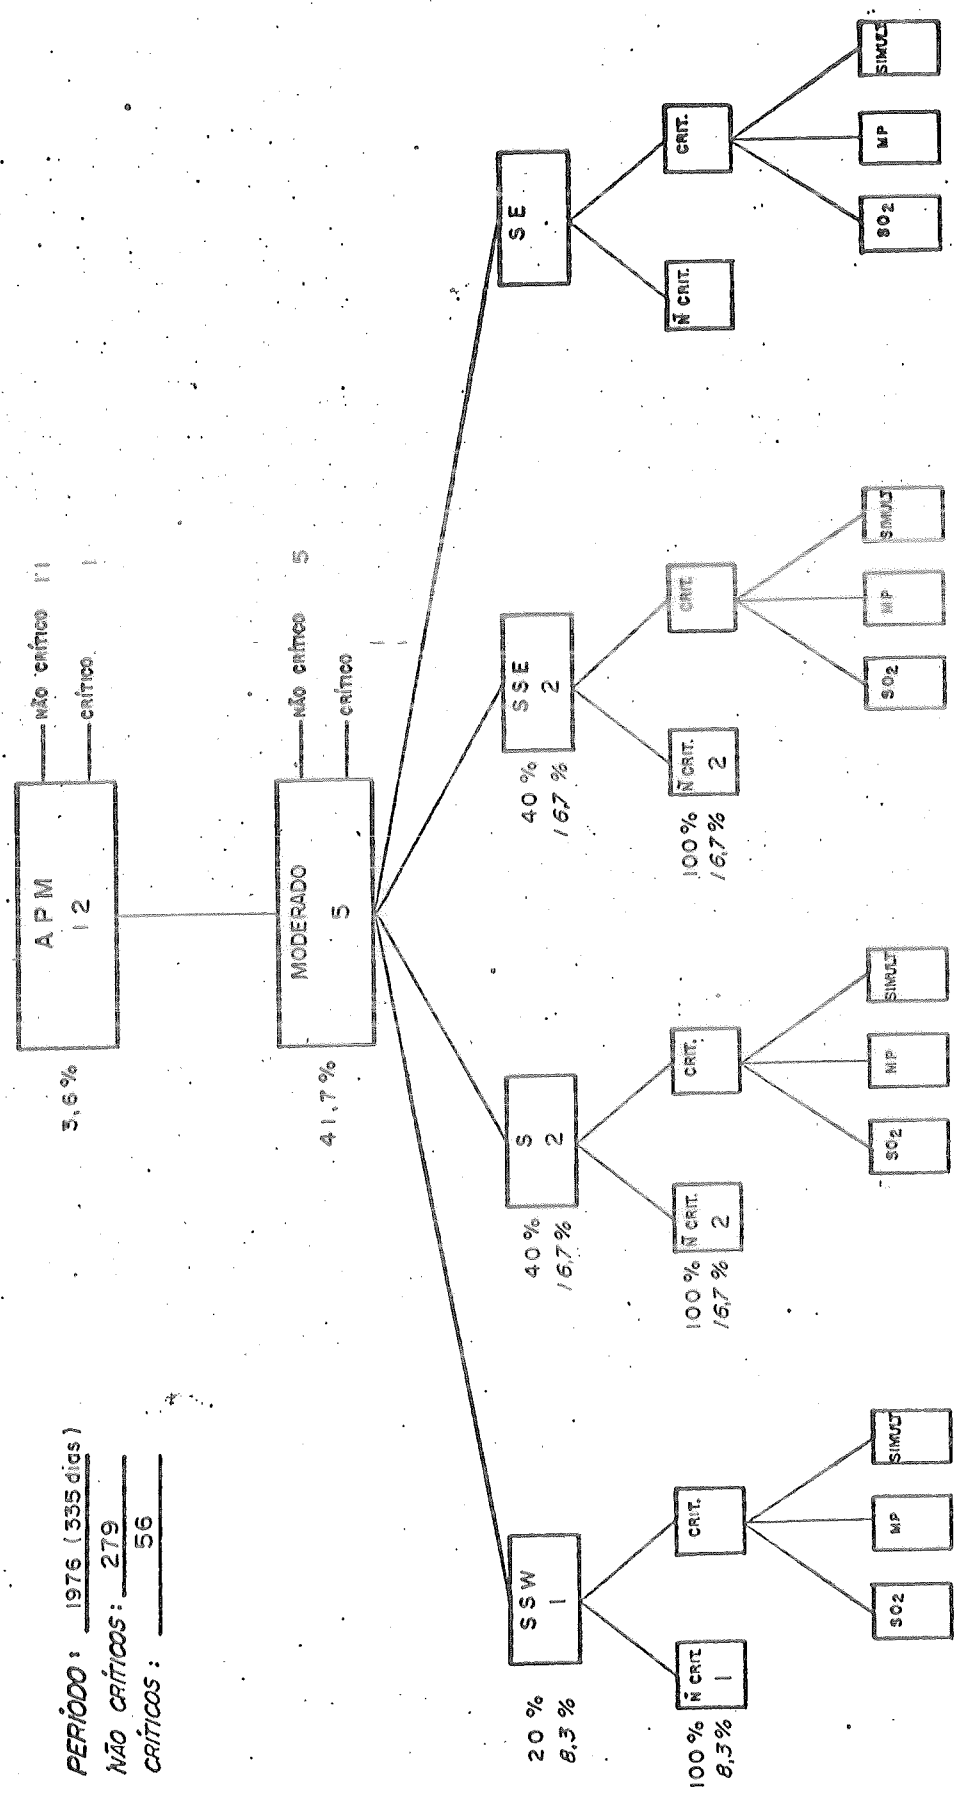 PERÍODO: 1976 (335 dias)
NÃO CRÍTICOS: 279
CRÍTICOS: 56
APM
12
3,6%
NÃO CRÍTICO 11
CRÍTICO 1
MODERADO
5
41,7%
NÃO CRÍTICO 5
CRÍTICO
SSW
1
20%
8,3%
S
2
40%
16,7%
SSE
2
40%
16,7%
SE
Ñ CRIT.
1
100%
8,3%
CRIT.
Ñ CRIT.
2
100%
16,7%
CRIT.
Ñ CRIT.
2
100%
16,7%
CRIT.
Ñ CRIT.
CRIT.
SO2
MP
SIMULT
SO2
MP
SIMULT
SO2
MP
SIMULT
SO2
MP
SIMULT